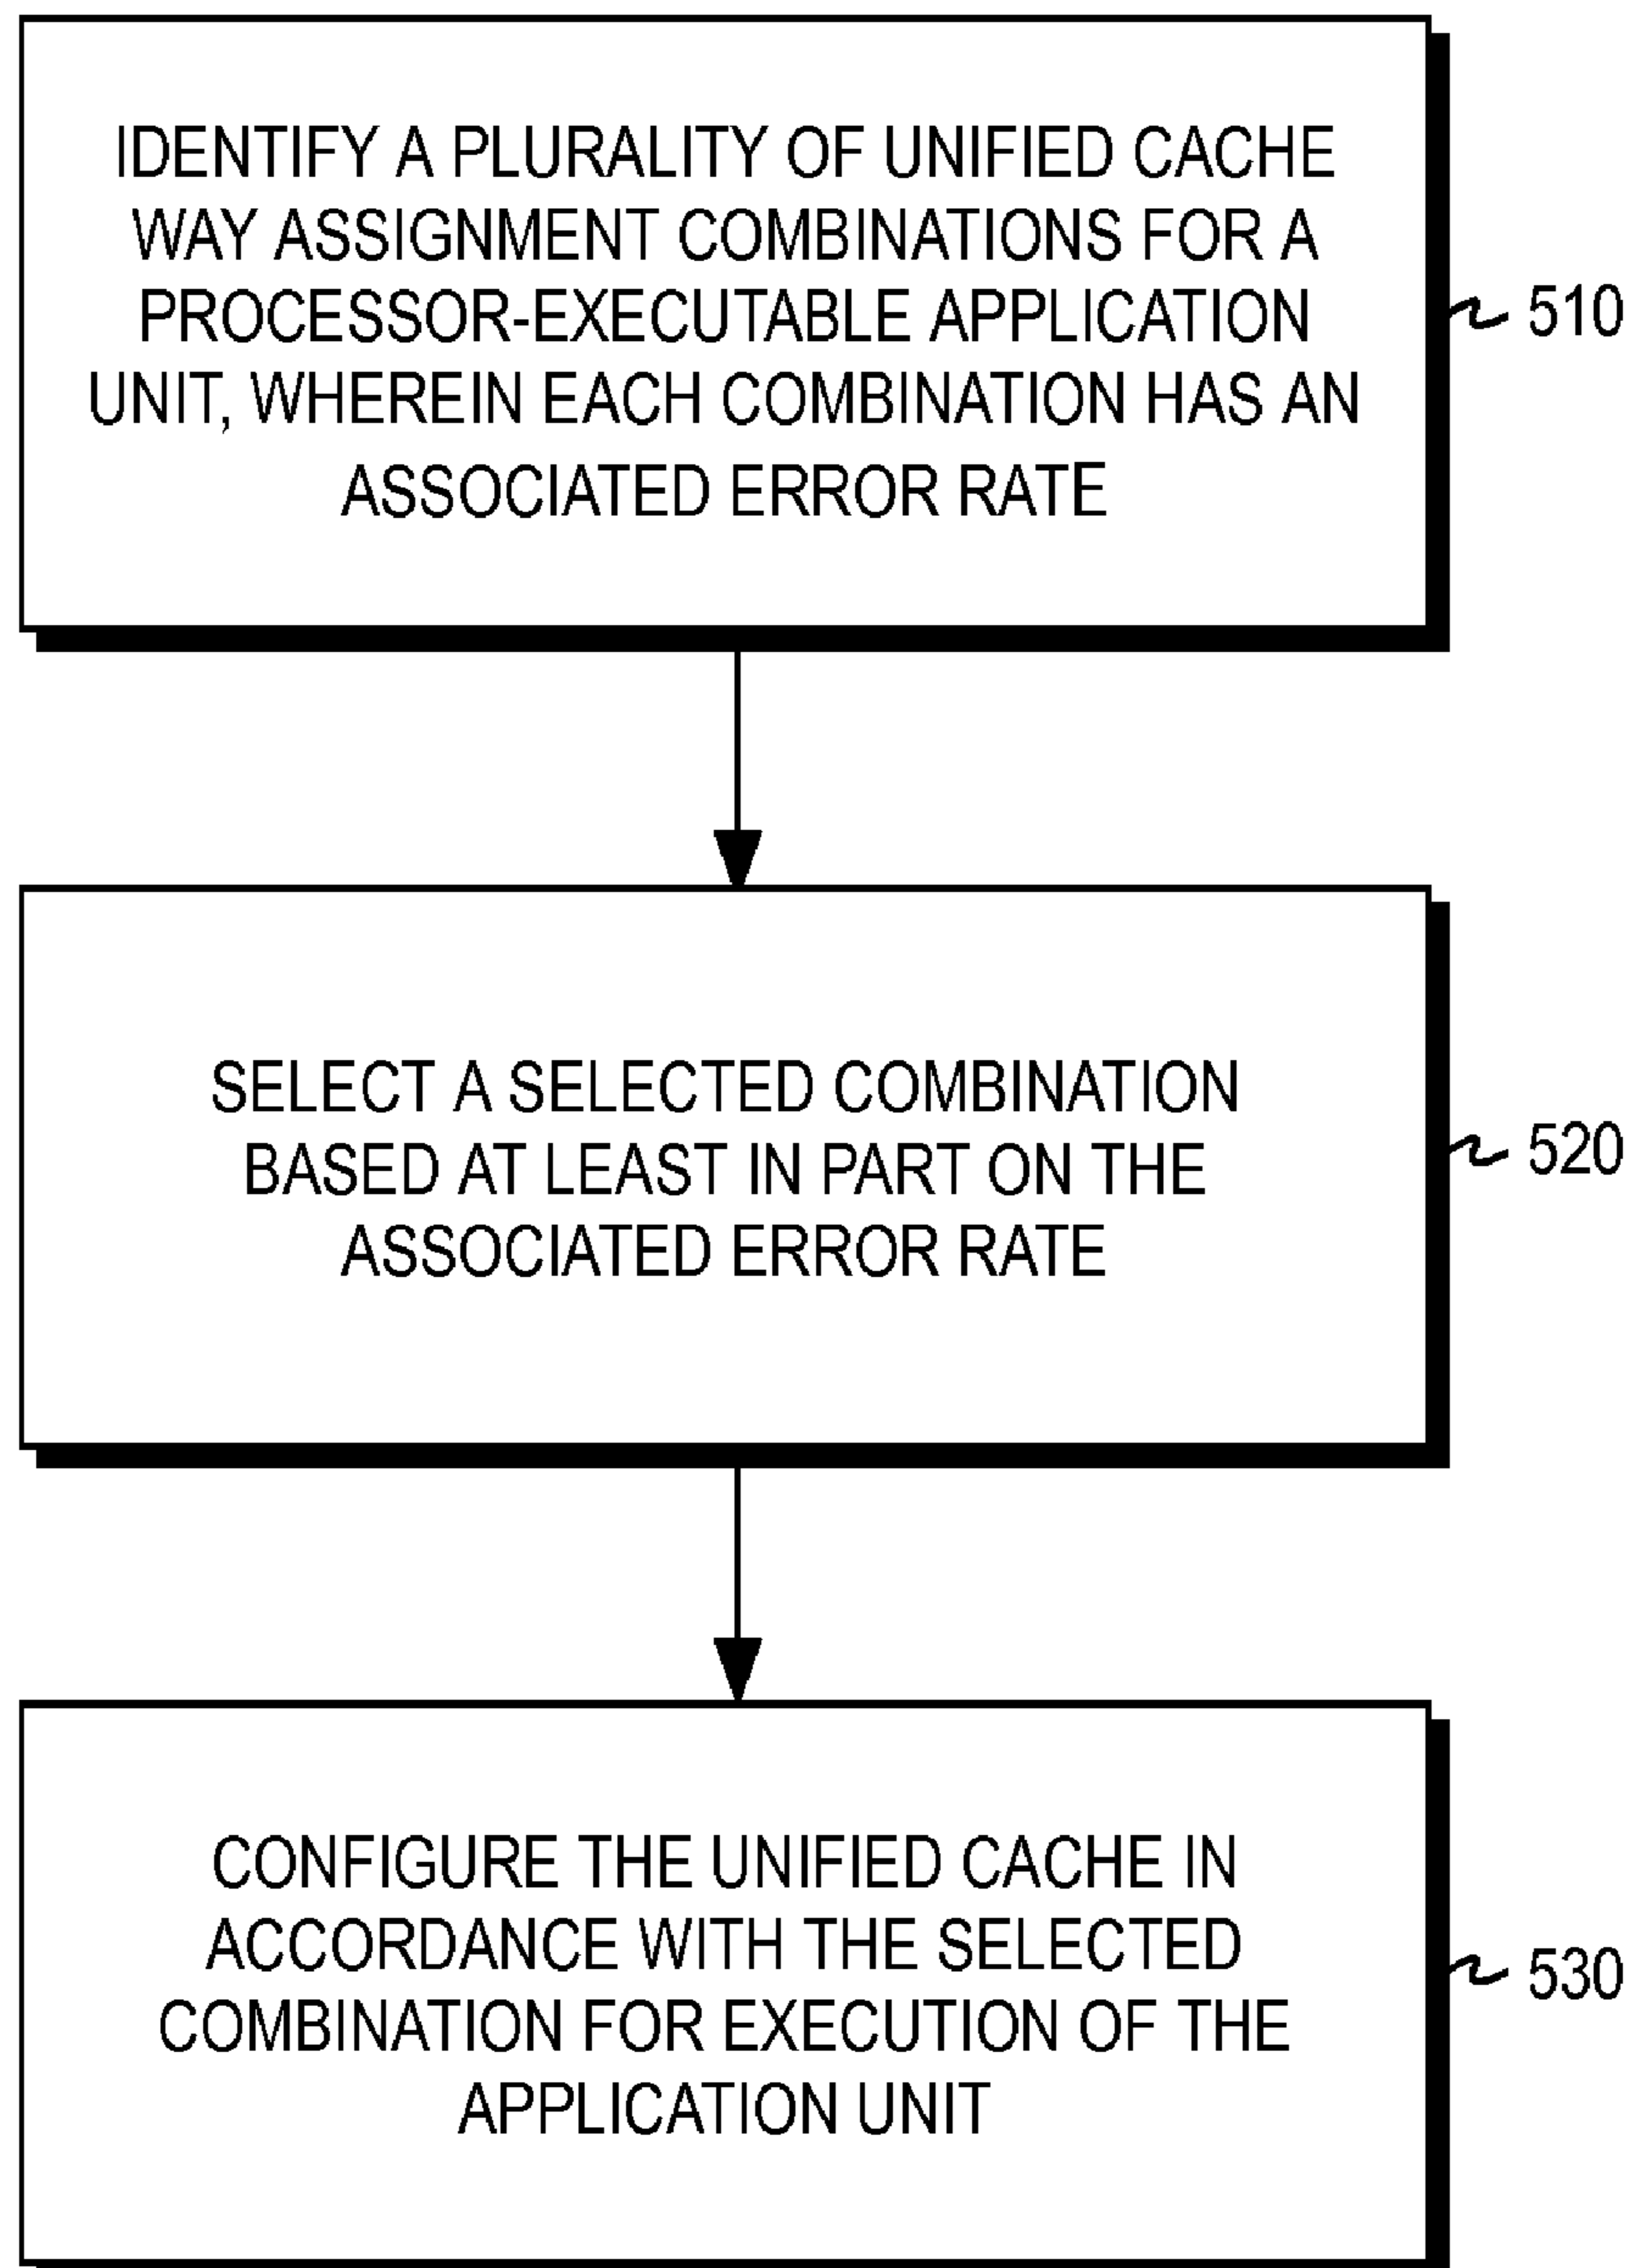 IDENTIFY A PLURALITY OF UNIFIED CACHE
WAY ASSIGNMENT COMBINATIONS FOR A
PROCESSOR-EXECUTABLE APPLICATION
UNIT, WHEREIN EACH COMBINATION HAS AN
ASSOCIATED ERROR RATE
510
SELECT A SELECTED COMBINATION
BASED AT LEAST IN PART ON THE
ASSOCIATED ERROR RATE
520
CONFIGURE THE UNIFIED CACHE IN
ACCORDANCE WITH THE SELECTED
COMBINATION FOR EXECUTION OF THE
APPLICATION UNIT
530